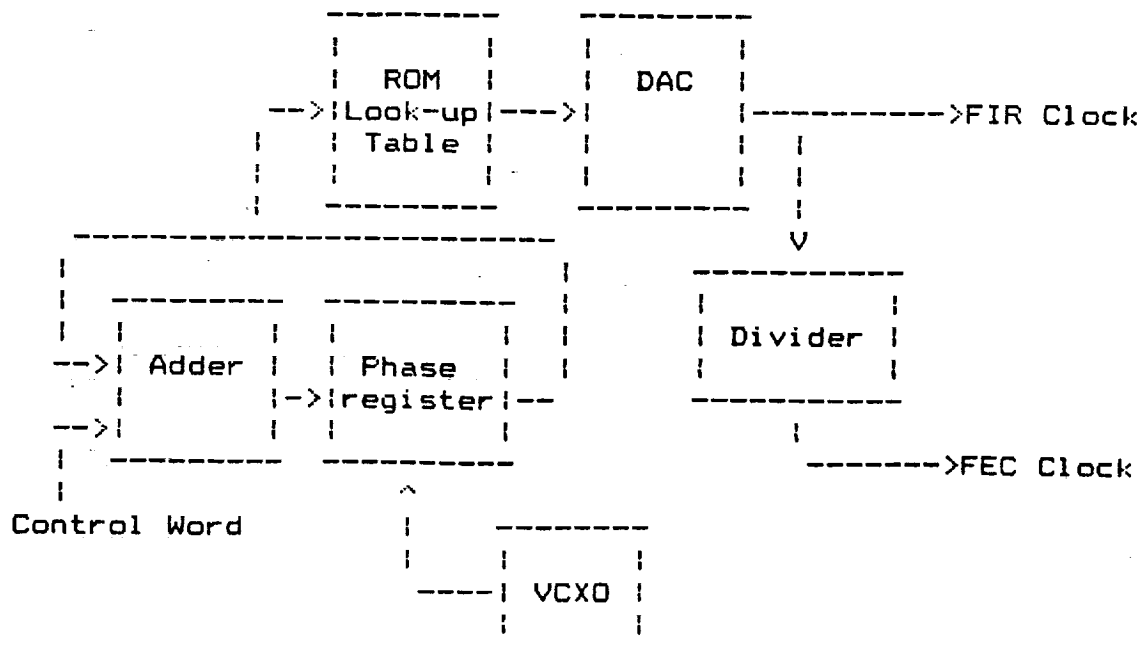 ROM
Look-up
Table
DAC
FIR Clock
Adder
Phase
register
Divider
FEC Clock
Control Word
VCXO